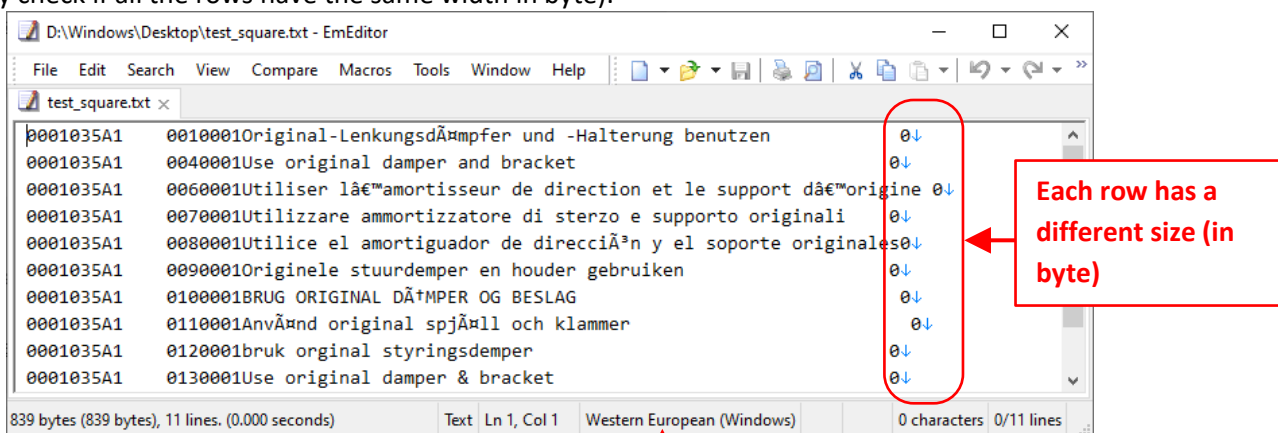 y check if all the rows have the same width in byte).
D:\Windows\Desktop\test_square.txt - EmEditor
File Edit Search View Compare Macros Tools Window Help
test_square.txt
0001035A1 0010001Original-LenkungsdÃ¤mpfer und -Halterung benutzen 0↓
0001035A1 0040001Use original damper and bracket 0↓
0001035A1 0060001Utiliser lâ€™amortisseur de direction et le support dâ€™origine 0↓
0001035A1 0070001Utilizzare ammortizzatore di sterzo e supporto originali 0↓
0001035A1 0080001Utilice el amortiguador de direcciÃ³n y el soporte originales0↓
0001035A1 0090001Originele stuurdemper en houder gebruiken 0↓
0001035A1 0100001BRUG ORIGINAL DÃ†MPER OG BESLAG 0↓
0001035A1 0110001AnvÃ¤nd original spjÃ¤ll och klammer 0↓
0001035A1 0120001bruk orginal styringsdemper 0↓
0001035A1 0130001Use original damper & bracket 0↓
Each row has a
different size (in
byte)
839 bytes (839 bytes), 11 lines. (0.000 seconds) Text Ln 1, Col 1 Western European (Windows) 0 characters 0/11 lines